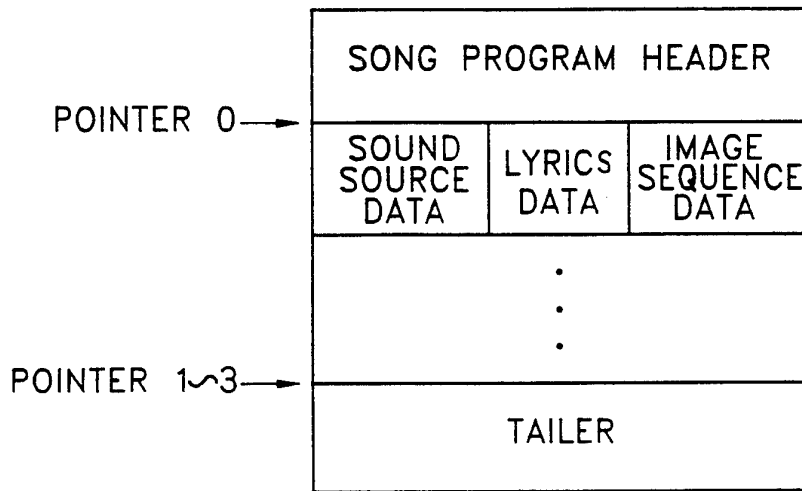 SONG PROGRAM HEADER
POINTER 0
SOUND
SOURCE
DATA
LYRICS
DATA
IMAGE
SEQUENCE
DATA
POINTER 1~3
TAILER